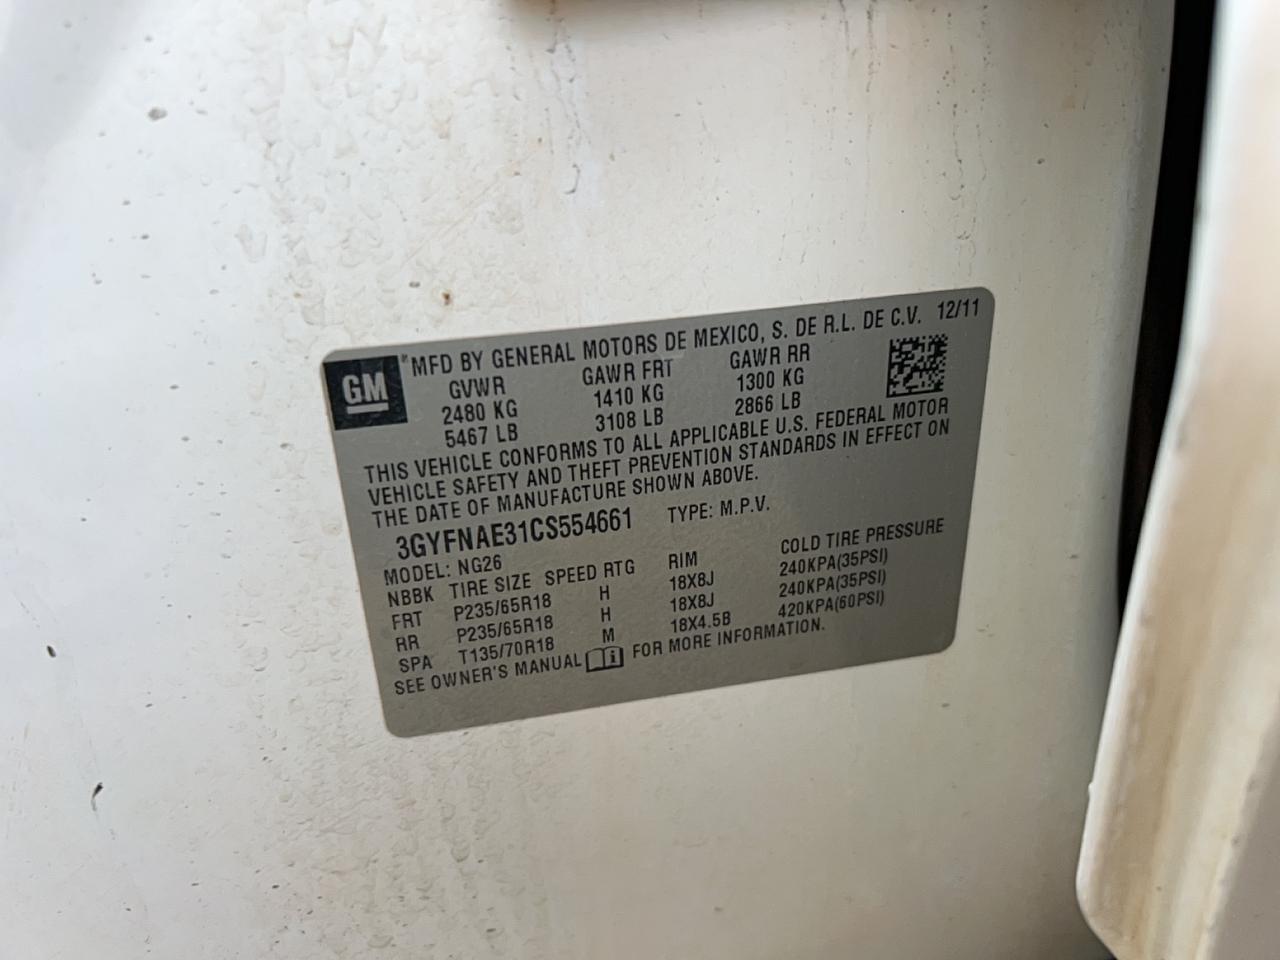 GM
"MFD BY GENERAL MOTORS DE MEXICO, S. DE R.L. DE C.V. 12/11
GVWR GAWR FRT GAWR RR
2480 KG 1410 KG 1300 KG
5467 LB 3108 LB 2866 LB
THIS VEHICLE CONFORMS TO ALL APPLICABLE U.S. FEDERAL MOTOR
VEHICLE SAFETY AND THEFT PREVENTION STANDARDS IN EFFECT ON
THE DATE OF MANUFACTURE SHOWN ABOVE.
3GYFNAE31CS554661 TYPE: M.P.V.
MODEL: NG26
NBBK TIRE SIZE SPEED RTG RIM COLD TIRE PRESSURE
FRT P235/65R18 H 18X8J 240KPA(35PSI)
RR P235/65R18 H 18X8J 240KPA(35PSI)
SPA T135/70R18 M 18X4.5B 420KPA(60PSI)
SEE OWNER'S MANUAL FOR MORE INFORMATION.